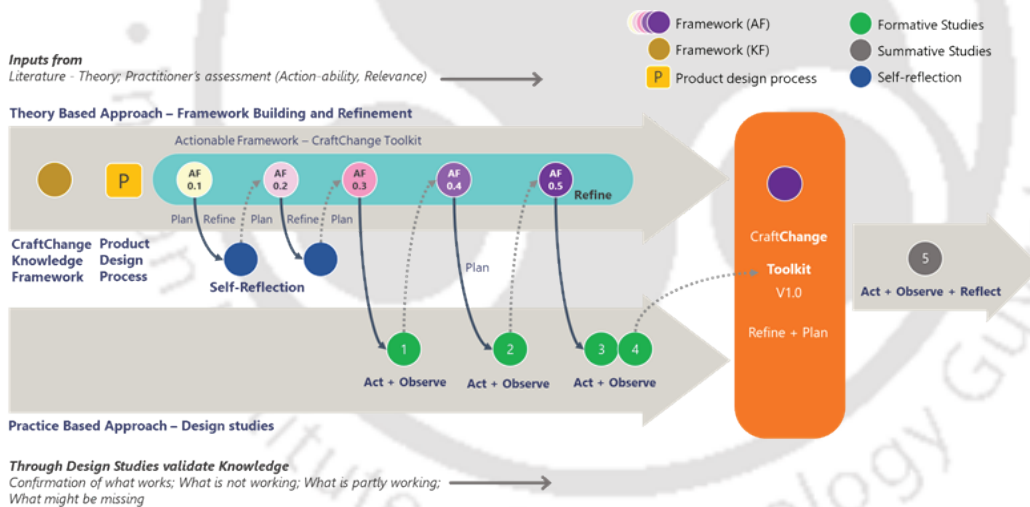 Framework (AF)
Framework (KF)
P Product design process
Formative Studies
Summative Studies
Self-reflection
Inputs from
Literature - Theory; Practitioner's assessment (Action-ability, Relevance)
Theory Based Approach – Framework Building and Refinement
Actionable Framework – CraftChange Toolkit
P
AF
0.1
AF
0.2
AF
0.3
AF
0.4
AF
0.5
Refine
Plan Refine Plan Refine Plan
CraftChange
Knowledge
Framework
Product
Design
Process
Self-Reflection
Plan
1
2
3
4
Act + Observe
Act + Observe
Act + Observe
CraftChange
Toolkit
V1.0
Refine + Plan
5
Act + Observe + Reflect
Practice Based Approach – Design studies
Through Design Studies validate Knowledge
Confirmation of what works; What is not working; What is partly working;
What might be missing